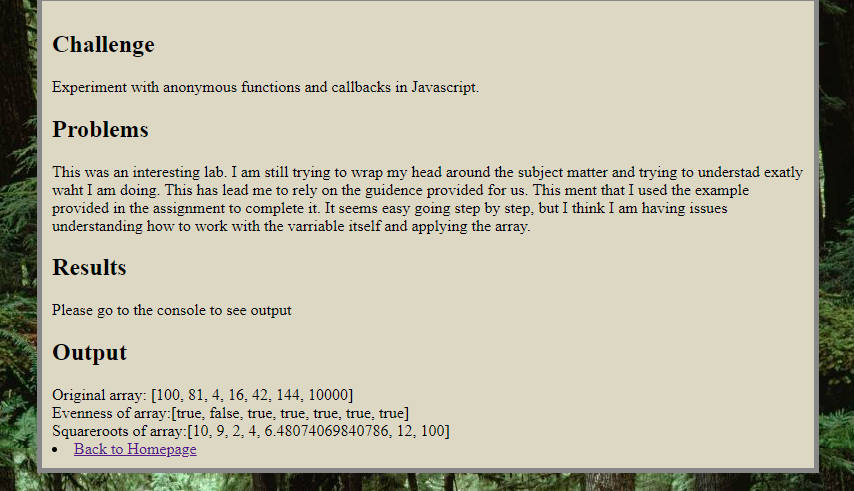 Challenge
Experiment with anonymous functions and callbacks in Javascript.
Problems
This was an interesting lab. I am still trying to wrap my head around the subject matter and trying to understad exatly
waht I am doing. This has lead me to rely on the guidence provided for us. This ment that I used the example
provided in the assignment to complete it. It seems easy going step by step, but I think I am having issues
understanding how to work with the varriable itself and applying the array.
Results
Please go to the console to see output
Output
Original array: [100, 81, 4, 16, 42, 144, 10000]
Evenness of array:[true, false, true, true, true, true, true]
Squareroots of array:[10, 9, 2, 4, 6.48074069840786, 12, 100]
• Back to Homepage